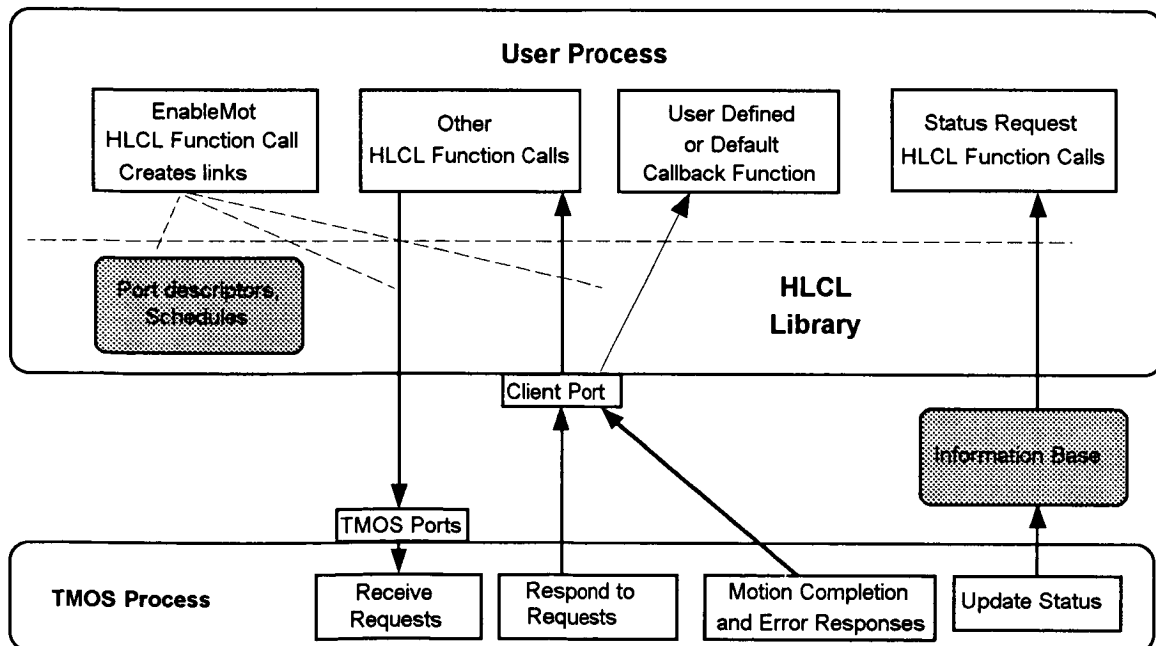 User Process
EnableMot
HLCL Function Call
Creates links
Other
HLCL Function Calls
User Defined
or Default
Callback Function
Status Request
HLCL Function Calls
Port descriptors,
Schedules
HLCL
Library
Client Port
Information Base
TMOS Ports
TMOS Process
Receive
Requests
Respond to
Requests
Motion Completion
and Error Responses
Update Status